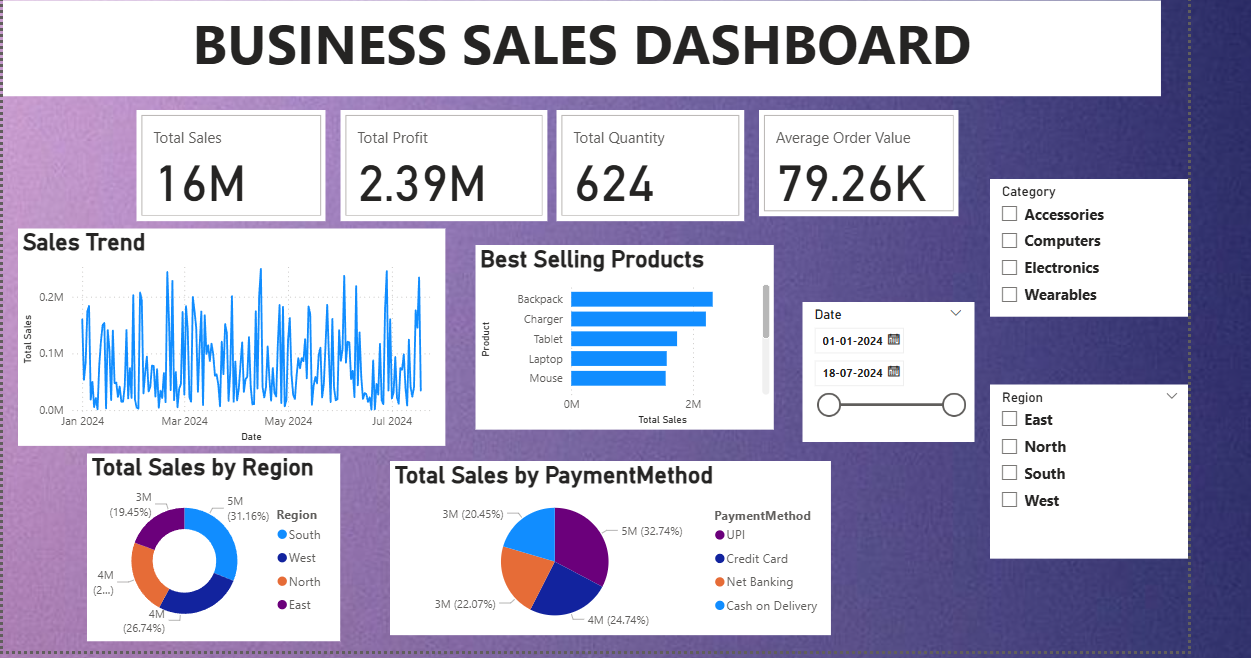 BUSINESS SALES DASHBOARD
Total Sales
16M
Total Profit
2.39M
Total Quantity
624
Average Order Value
79.26K
Category
Accessories
Computers
Electronics
Wearables
Sales Trend
Total Sales
0.2M
0.1M
0.0M
Jan 2024 Mar 2024 May 2024 Jul 2024
Date
Best Selling Products
Product
Backpack
Charger
Tablet
Laptop
Mouse
0M 2M
Total Sales
Date
01-01-2024
18-07-2024
Region
East
North
South
West
Total Sales by Region
3M
(19.45%)
5M
(31.16%)
4M
(2...)
4M
(26.74%)
Region
South
West
North
East
Total Sales by PaymentMethod
3M (20.45%)
5M (32.74%)
3M (22.07%)
4M (24.74%)
PaymentMethod
UPI
Credit Card
Net Banking
Cash on Delivery